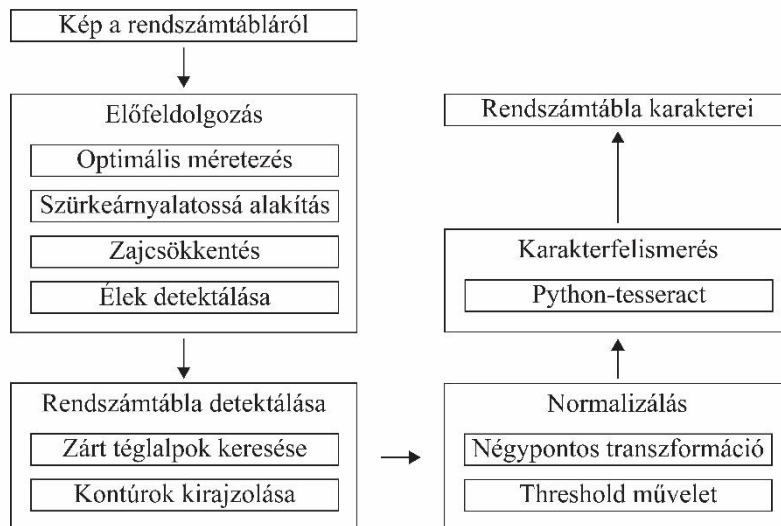 Kép a rendszámtábláról
Előfeldolgozás
Optimális méretezés
Szürkeárnyalatossá alakítás
Zajcsökkentés
Élek detektálása
Rendszámtábla detektálása
Zárt téglalpok keresése
Kontúrok kirajzolása
Normalizálás
Négypontos transzformáció
Threshold művelet
Karakterfelismerés
Python-tesseract
Rendszámtábla karakterei